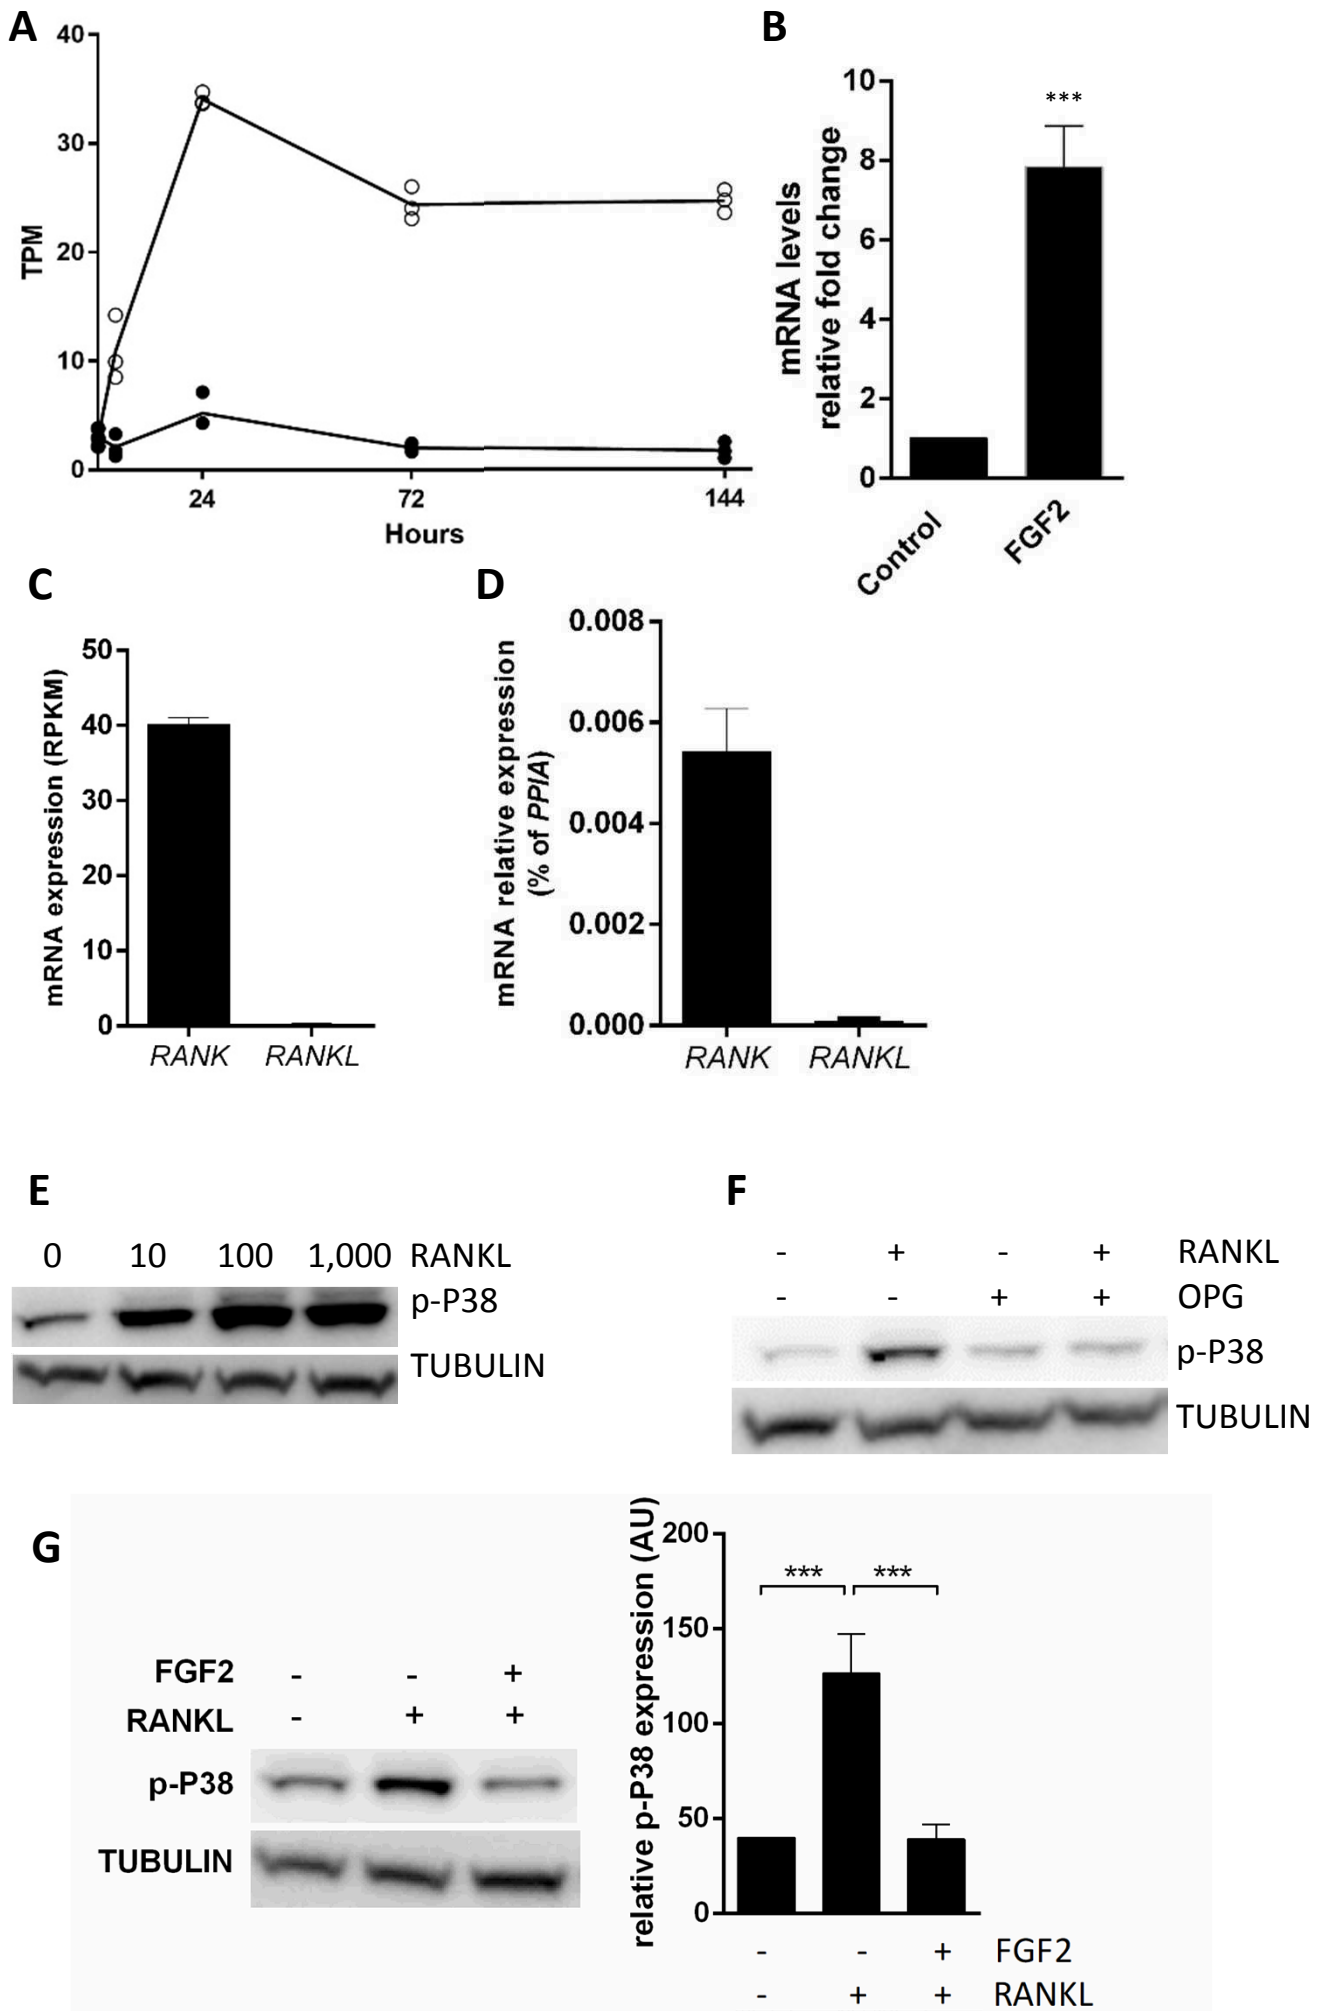 A
40
30
20
10
0
TPM
24 72 144
Hours
B
10
8
6
4
2
0
mRNA levels
relative fold change
***
Control FGF2
C
50
40
30
20
10
0
mRNA expression (RPKM)
RANK RANKL
D
0.008
0.006
0.004
0.002
0.000
mRNA relative expression
(% of PPIA)
RANK RANKL
E
0 10 100 1,000 RANKL
p-P38
TUBULIN
F
- + - + RANKL
- - + + OPG
p-P38
TUBULIN
G
FGF2 - - +
RANKL - + +
p-P38
TUBULIN
relative p-P38 expression (AU)
200
150
100
50
0
*** ***
- - + FGF2
- + + RANKL